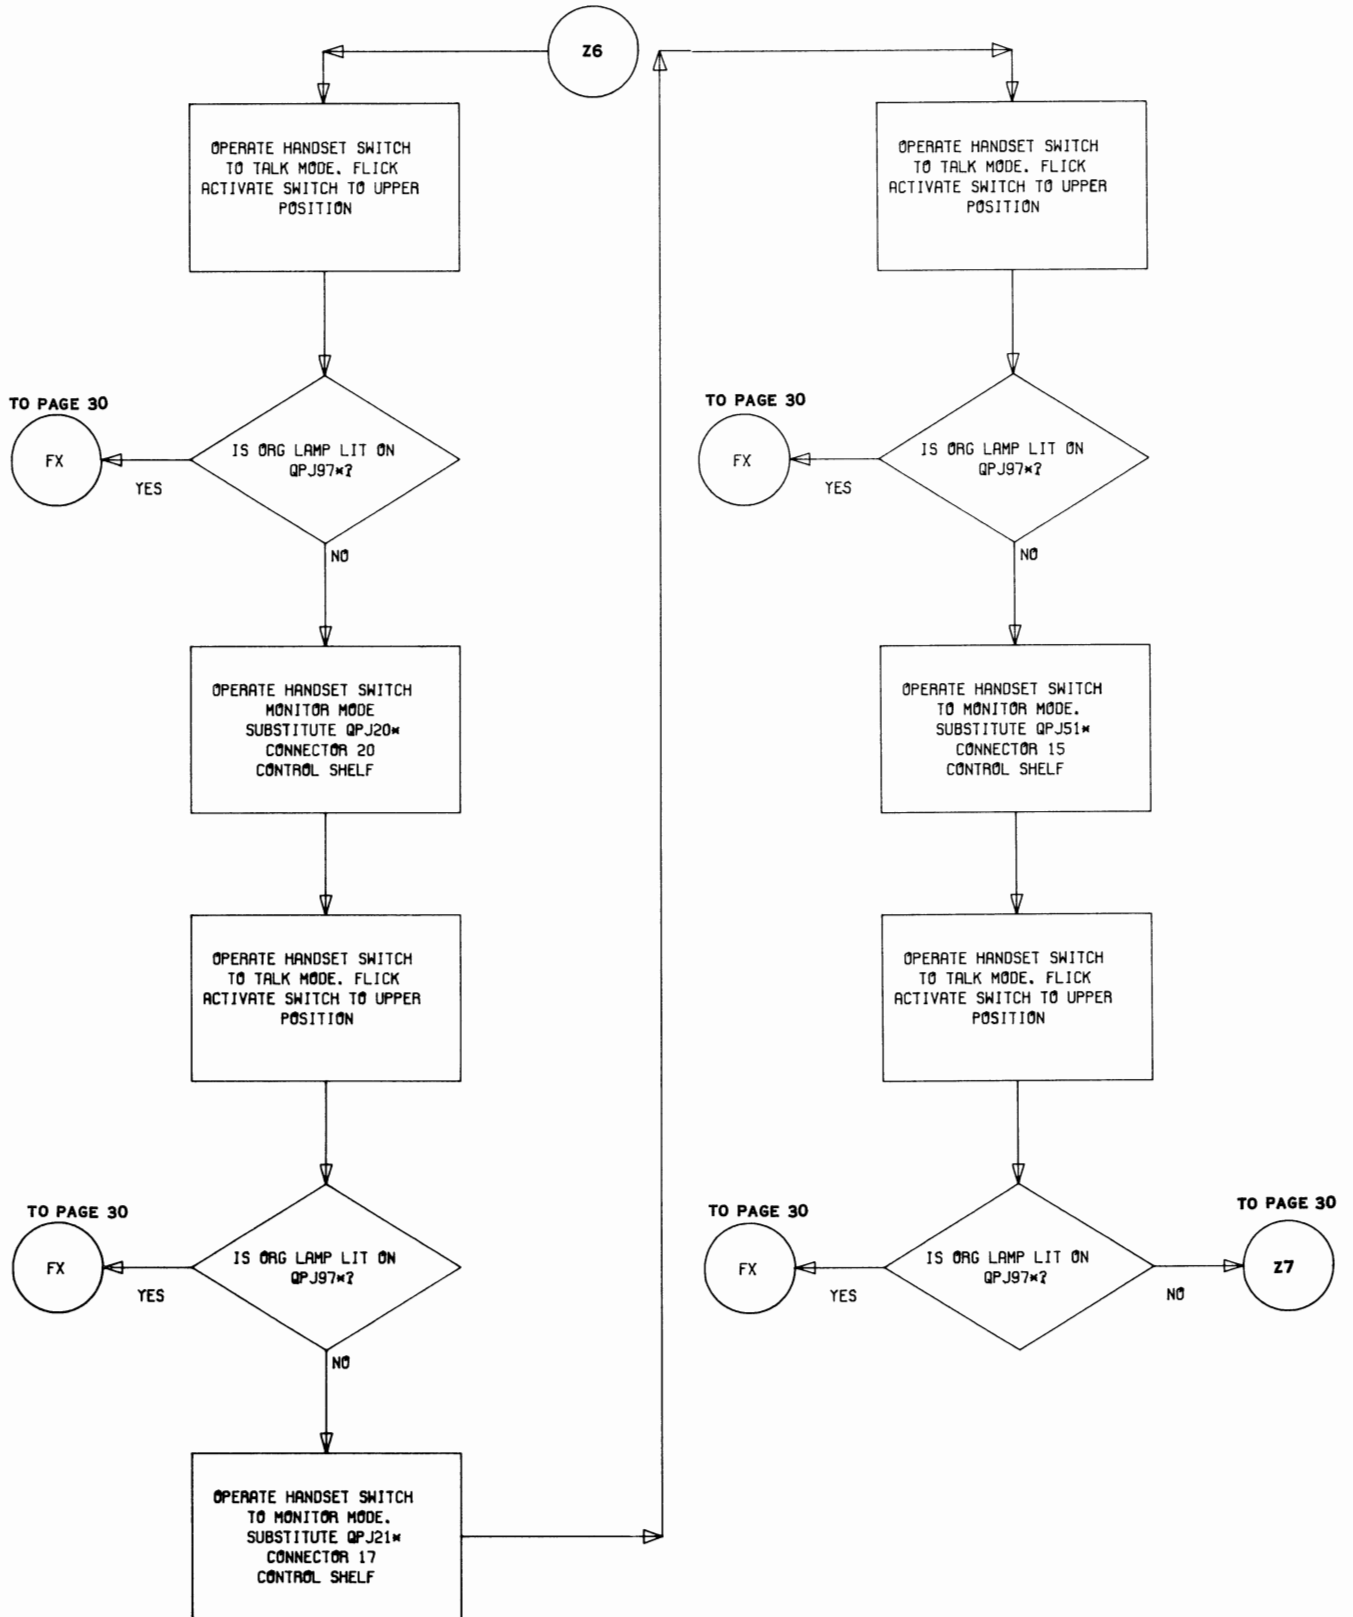 Z6
OPERATE HANDSET SWITCH
TO TALK MODE. FLICK
ACTIVATE SWITCH TO UPPER
POSITION
TO PAGE 30
FX
YES
IS ORG LAMP LIT ON
QPJ97*?
NO
OPERATE HANDSET SWITCH
MONITOR MODE
SUBSTITUTE QPJ20*
CONNECTOR 20
CONTROL SHELF
OPERATE HANDSET SWITCH
TO TALK MODE. FLICK
ACTIVATE SWITCH TO UPPER
POSITION
TO PAGE 30
FX
YES
IS ORG LAMP LIT ON
QPJ97*?
NO
OPERATE HANDSET SWITCH
TO MONITOR MODE.
SUBSTITUTE QPJ21*
CONNECTOR 17
CONTROL SHELF
OPERATE HANDSET SWITCH
TO TALK MODE. FLICK
ACTIVATE SWITCH TO UPPER
POSITION
TO PAGE 30
FX
YES
IS ORG LAMP LIT ON
QPJ97*?
NO
OPERATE HANDSET SWITCH
TO MONITOR MODE.
SUBSTITUTE QPJ51*
CONNECTOR 15
CONTROL SHELF
OPERATE HANDSET SWITCH
TO TALK MODE. FLICK
ACTIVATE SWITCH TO UPPER
POSITION
TO PAGE 30
FX
YES
IS ORG LAMP LIT ON
QPJ97*?
NO
TO PAGE 30
Z7